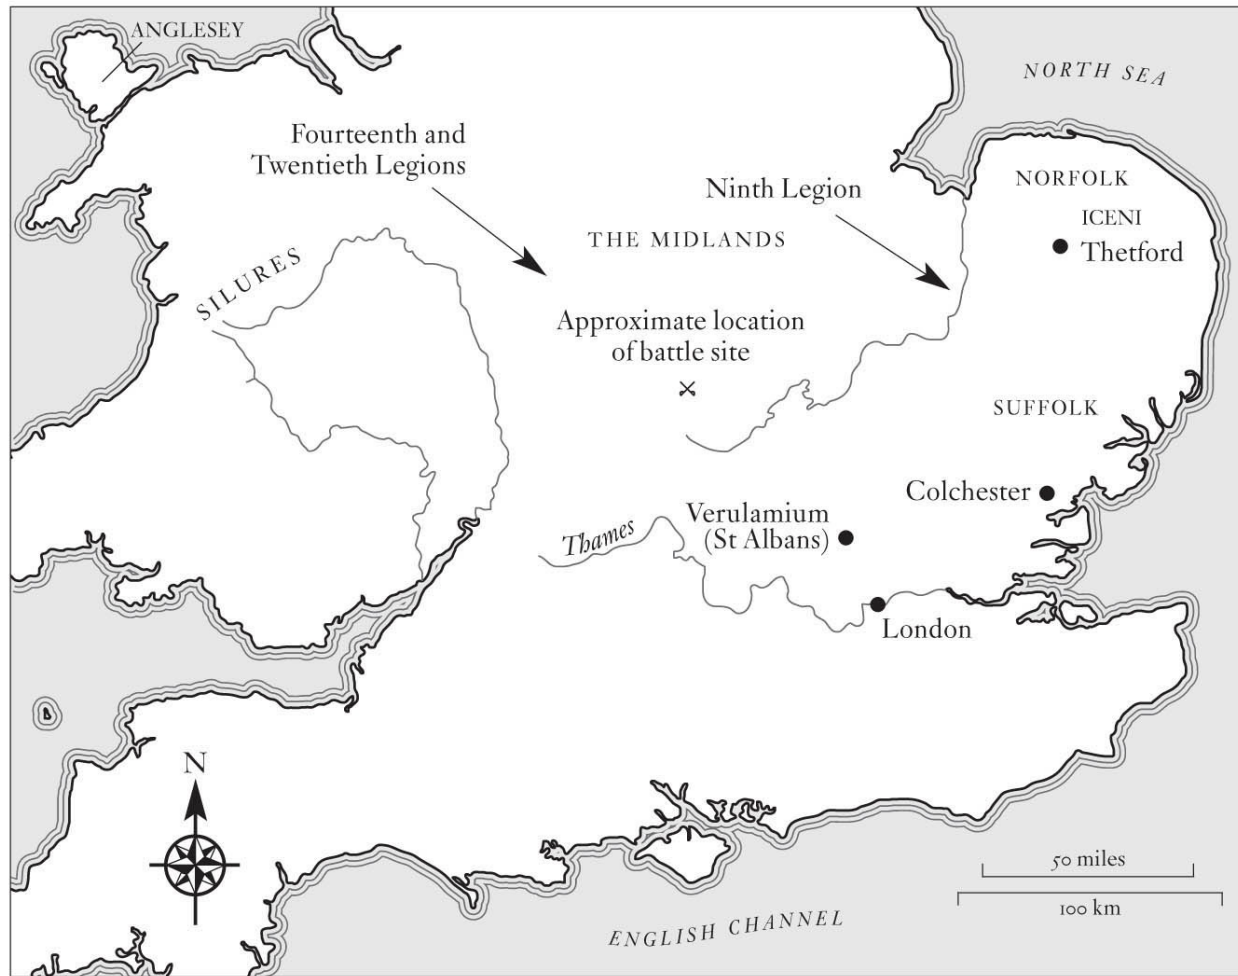 ANGLESEY
NORTH SEA
Fourteenth and
Twentieth Legions
Ninth Legion
NORFOLK
ICENI
Thetford
THE MIDLANDS
SILURES
Approximate location
of battle site
SUFFOLK
Colchester
Verulamium
(St Albans)
Thames
London
N
50 miles
100 km
ENGLISH CHANNEL